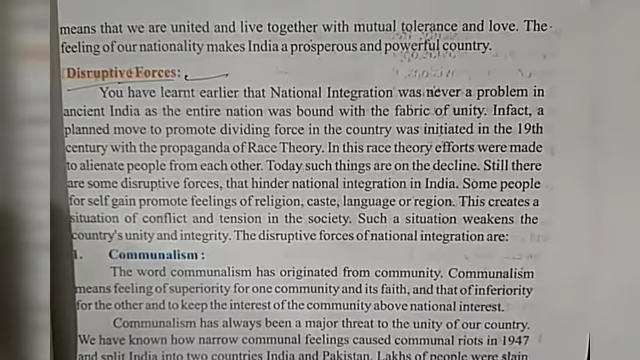 means that we are united and live together with mutual tolerance and love. The
feeling of our nationality makes India a prosperous and powerful country.
Disruptive Forces:
You have learnt earlier that National Integration was never a problem in
ancient India as the entire nation was bound with the fabric of unity. Infact, a
planned move to promote dividing force in the country was initiated in the 19th
century with the propaganda of Race Theory. In this race theory efforts were made
to alienate people from each other. Today such things are on the decline. Still there
are some disruptive forces, that hinder national integration in India. Some people
for self gain promote feelings of religion, caste, language or region. This creates a
situation of conflict and tension in the society. Such a situation weakens the
country's unity and integrity. The disruptive forces of national integration are:
1. Communalism :
The word communalism has originated from community. Communalism
means feeling of superiority for one community and its faith, and that of inferiority
for the other and to keep the interest of the community above national interest.
Communalism has always been a major threat to the unity of our country.
We have known how narrow communal feelings caused communal riots in 1947
and split India into two countries India and Pakistan. Lakhs of people were slain